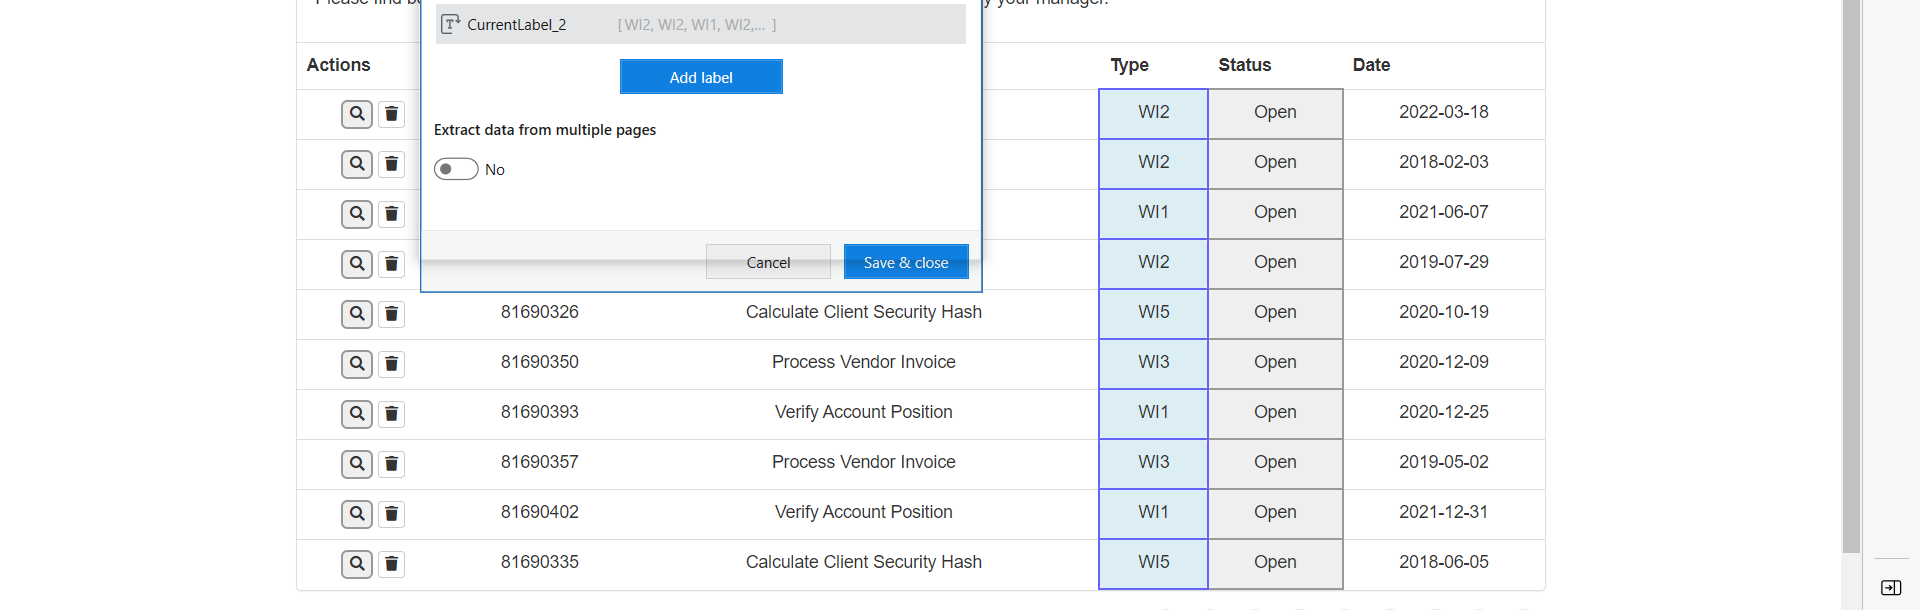 CurrentLabel_2 [WI2, WI2, WI1, WI2,... ]
y your manager.
Add label
Extract data from multiple pages
No
Cancel Save & close
Actions Type Status Date
WI2 Open 2022-03-18
WI2 Open 2018-02-03
WI1 Open 2021-06-07
WI2 Open 2019-07-29
81690326 Calculate Client Security Hash WI5 Open 2020-10-19
81690350 Process Vendor Invoice WI3 Open 2020-12-09
81690393 Verify Account Position WI1 Open 2020-12-25
81690357 Process Vendor Invoice WI3 Open 2019-05-02
81690402 Verify Account Position WI1 Open 2021-12-31
81690335 Calculate Client Security Hash WI5 Open 2018-06-05